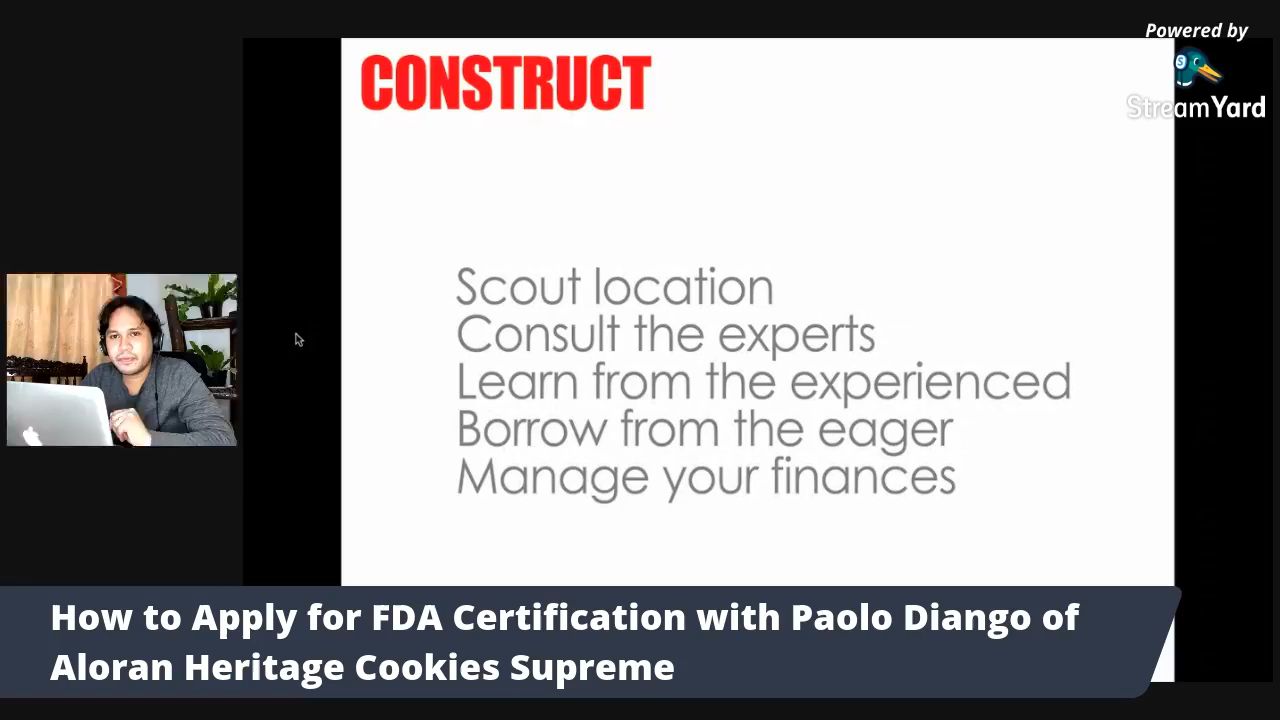 Powered by
StreamYard
CONSTRUCT
Scout location
Consult the experts
Learn from the experienced
Borrow from the eager
Manage your finances
How to Apply for FDA Certification with Paolo Diango of
Aloran Heritage Cookies Supreme